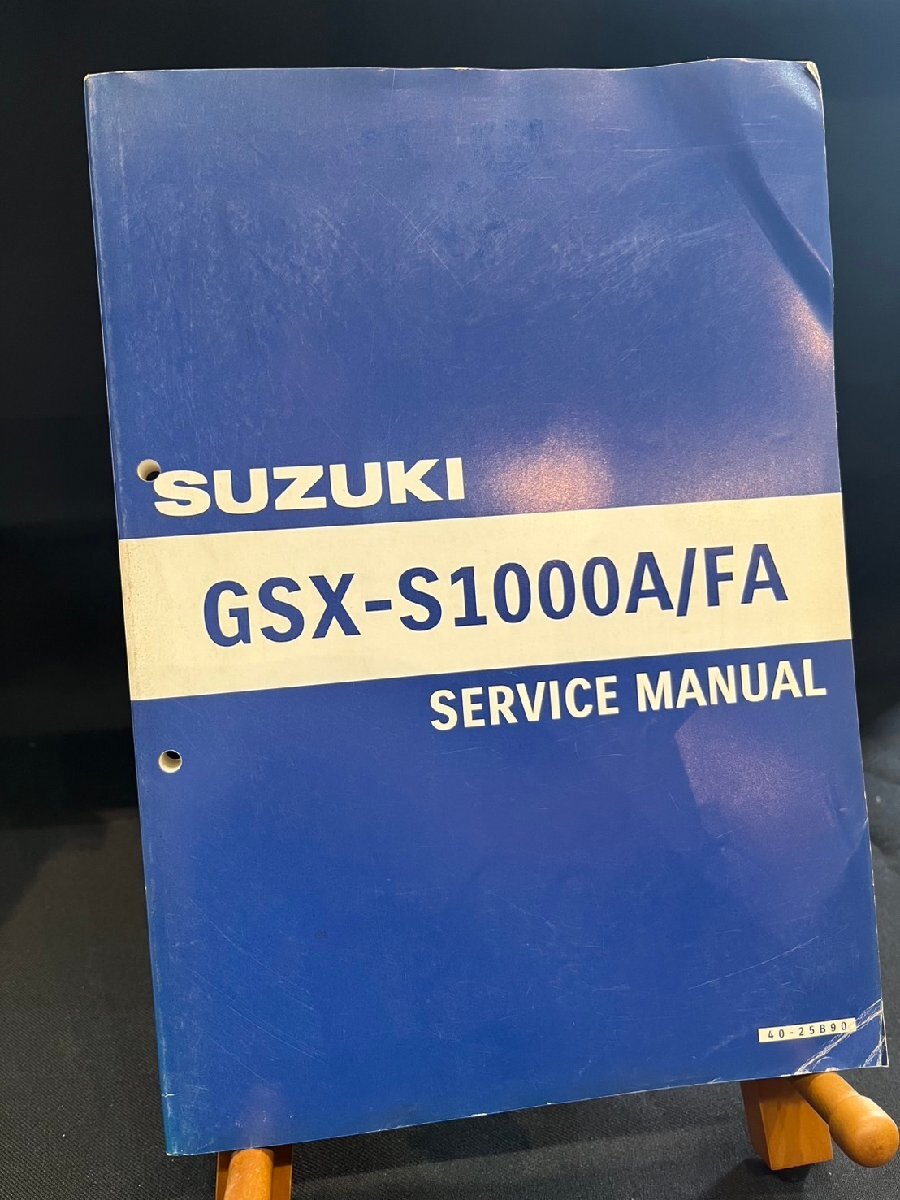 SUZUKI
GSX-S1000A/FA
SERVICE MANUAL
40-25B90